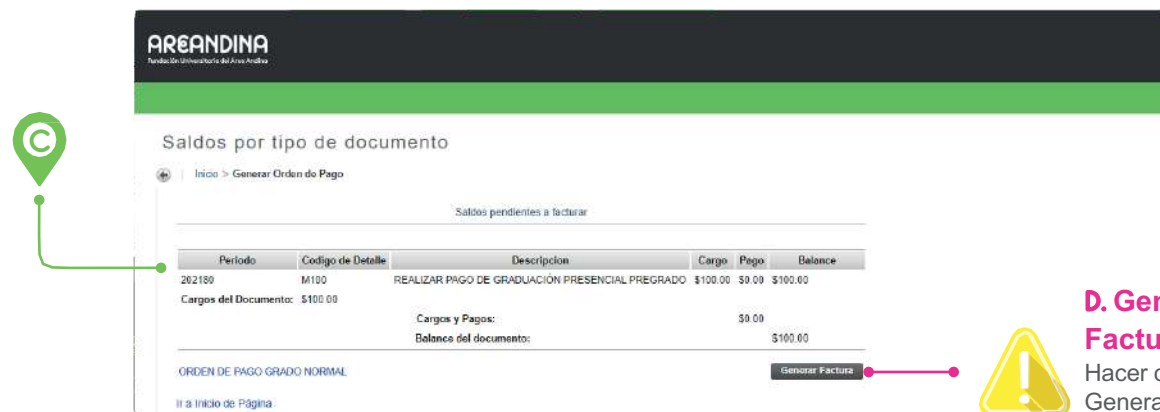 AREANDINA
Fundación Universitaria del Área Andina
C
Saldos por tipo de documento
Inicio > Generar Orden de Pago
Saldos pendientes a facturar
Periodo Codigo de Detalle Descripcion Cargo Pago Balance
202180 M100 REALIZAR PAGO DE GRADUACIÓN PRESENCIAL PREGRADO $100.00 $0.00 $100.00
Cargos del Documento: $100.00
Cargos y Pagos: $0.00
Balance del documento: $100.00
ORDEN DE PAGO GRADO NORMAL
Generar Factura
Ir a Inicio de Página
D. Gen
Factu
Hacer c
Genera